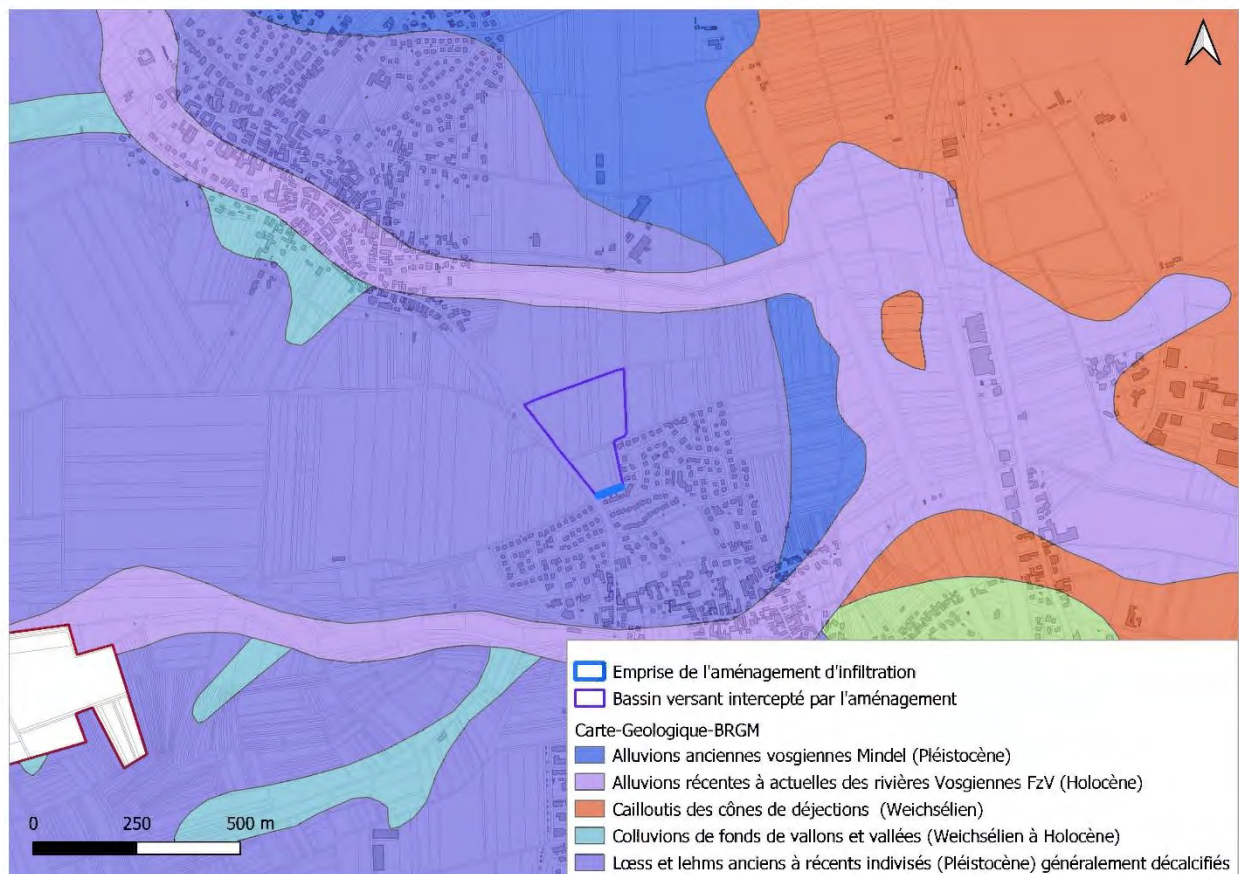 Emprise de l'aménagement d'infiltration
Bassin versant intercepté par l'aménagement
Carte-Geologique-BRGM
Alluvions anciennes vosgiennes Mindel (Pléistocène)
Alluvions récentes à actuelles des rivières Vosgiennes FzV (Holocène)
Cailloutis des cônes de déjections (Weichsélien)
Colluvions de fonds de vallons et vallées (Weichsélien à Holocène)
Lœss et lehms anciens à récents indivisés (Pléistocène) généralement décalcifiés
0 250 500 m